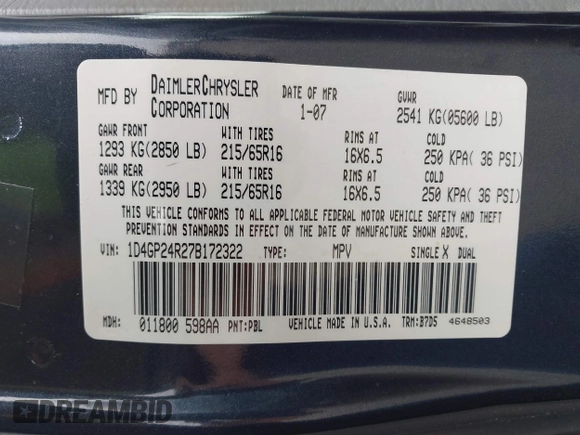 MFD BY DAIMLERCHRYSLER CORPORATION DATE OF MFR 1-07 GVWR 2541 KG(05600 LB)
GAWR FRONT WITH TIRES RIMS AT COLD
1293 KG(2850 LB) 215/65R16 16X6.5 250 KPA( 36 PSI)
GAWR REAR WITH TIRES RIMS AT COLD
1339 KG(2950 LB) 215/65R16 16X6.5 250 KPA( 36 PSI)
THIS VEHICLE CONFORMS TO ALL APPLICABLE FEDERAL MOTOR VEHICLE SAFETY AND THEFT
PREVENTION STANDARDS IN EFFECT ON THE DATE OF MANUFACTURE SHOWN ABOVE.
VIN: 1D4GP24R27B172322 TYPE: MPV SINGLE X DUAL
MDH: 011800 598AA PNT:PBL VEHICLE MADE IN U.S.A. TRM:B7D5 4648503
DREAMBID